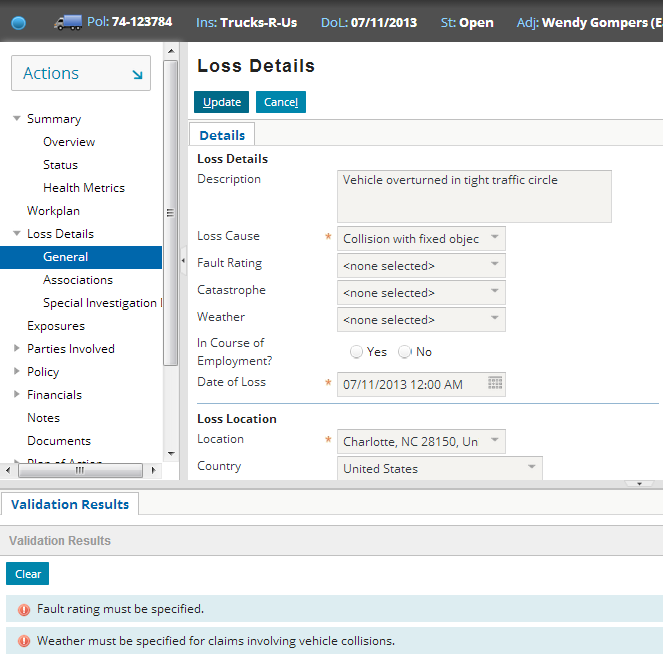 Pol: 74-123784 Ins: Trucks-R-Us DoL: 07/11/2013 St: Open Adj: Wendy Gompers (E
Actions
Summary
Overview
Status
Health Metrics
Workplan
Loss Details
General
Associations
Special Investigation
Exposures
Parties Involved
Policy
Financials
Notes
Documents
Plan of Action
Loss Details
Update Cancel
Details
Loss Details
Description Vehicle overturned in tight traffic circle
Loss Cause * Collision with fixed objec
Fault Rating <none selected>
Catastrophe <none selected>
Weather <none selected>
In Course of
Employment? Yes No
Date of Loss * 07/11/2013 12:00 AM
Loss Location
Location * Charlotte, NC 28150, Un
Country United States
Validation Results
Validation Results
Clear
Fault rating must be specified.
Weather must be specified for claims involving vehicle collisions.